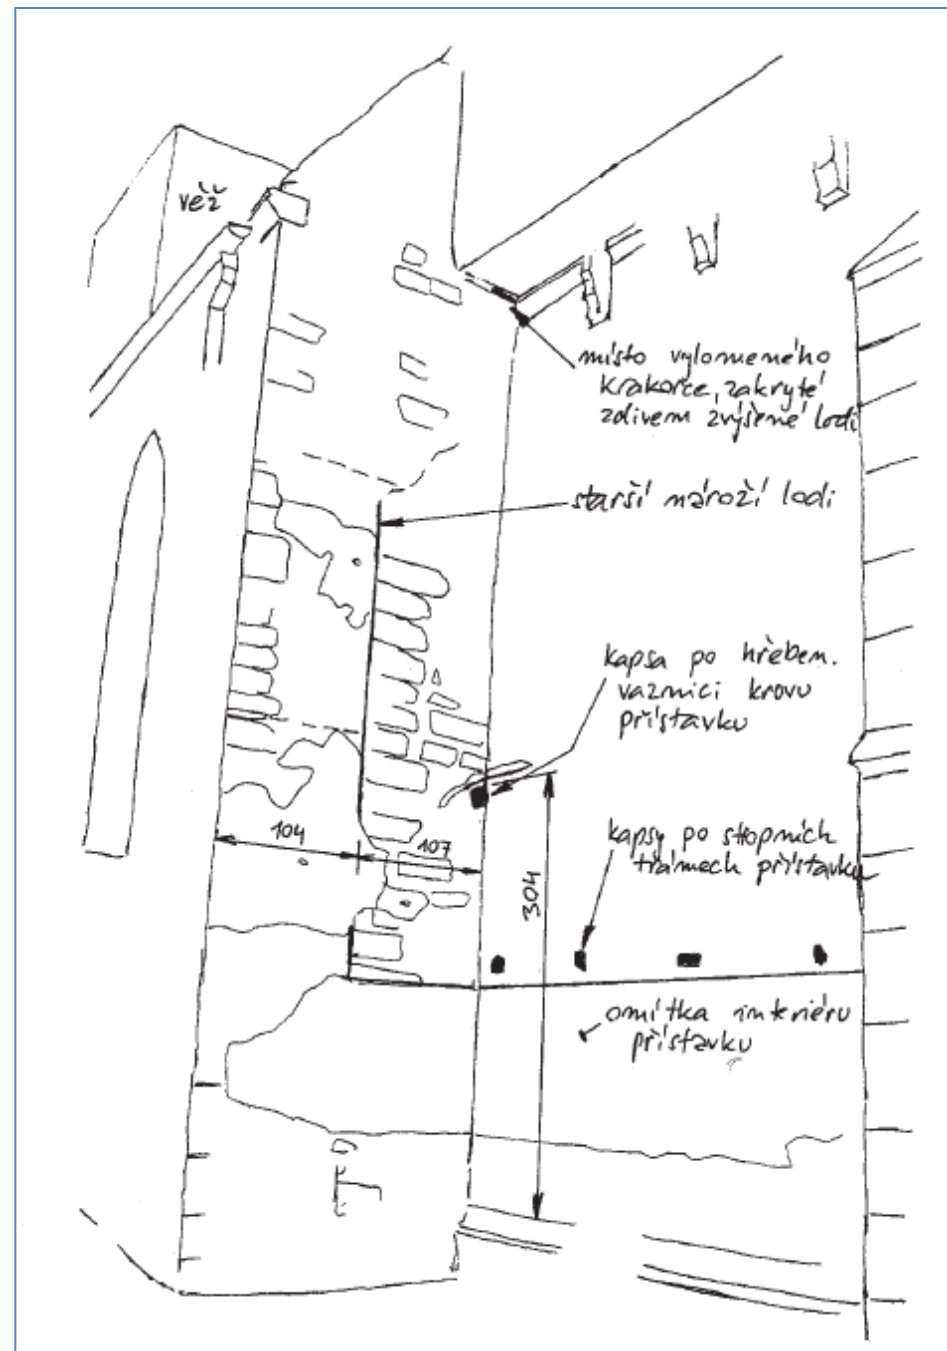 věž
místo vylomeného
krakorce, zakryté
zdivem zvýšené lodi
starší nároží lodi
kapsa po hřeben.
vaznici krovu
přístavku
104
107
304
kapsy po stropních
trámech přístavku
omítka interiéru
přístavku